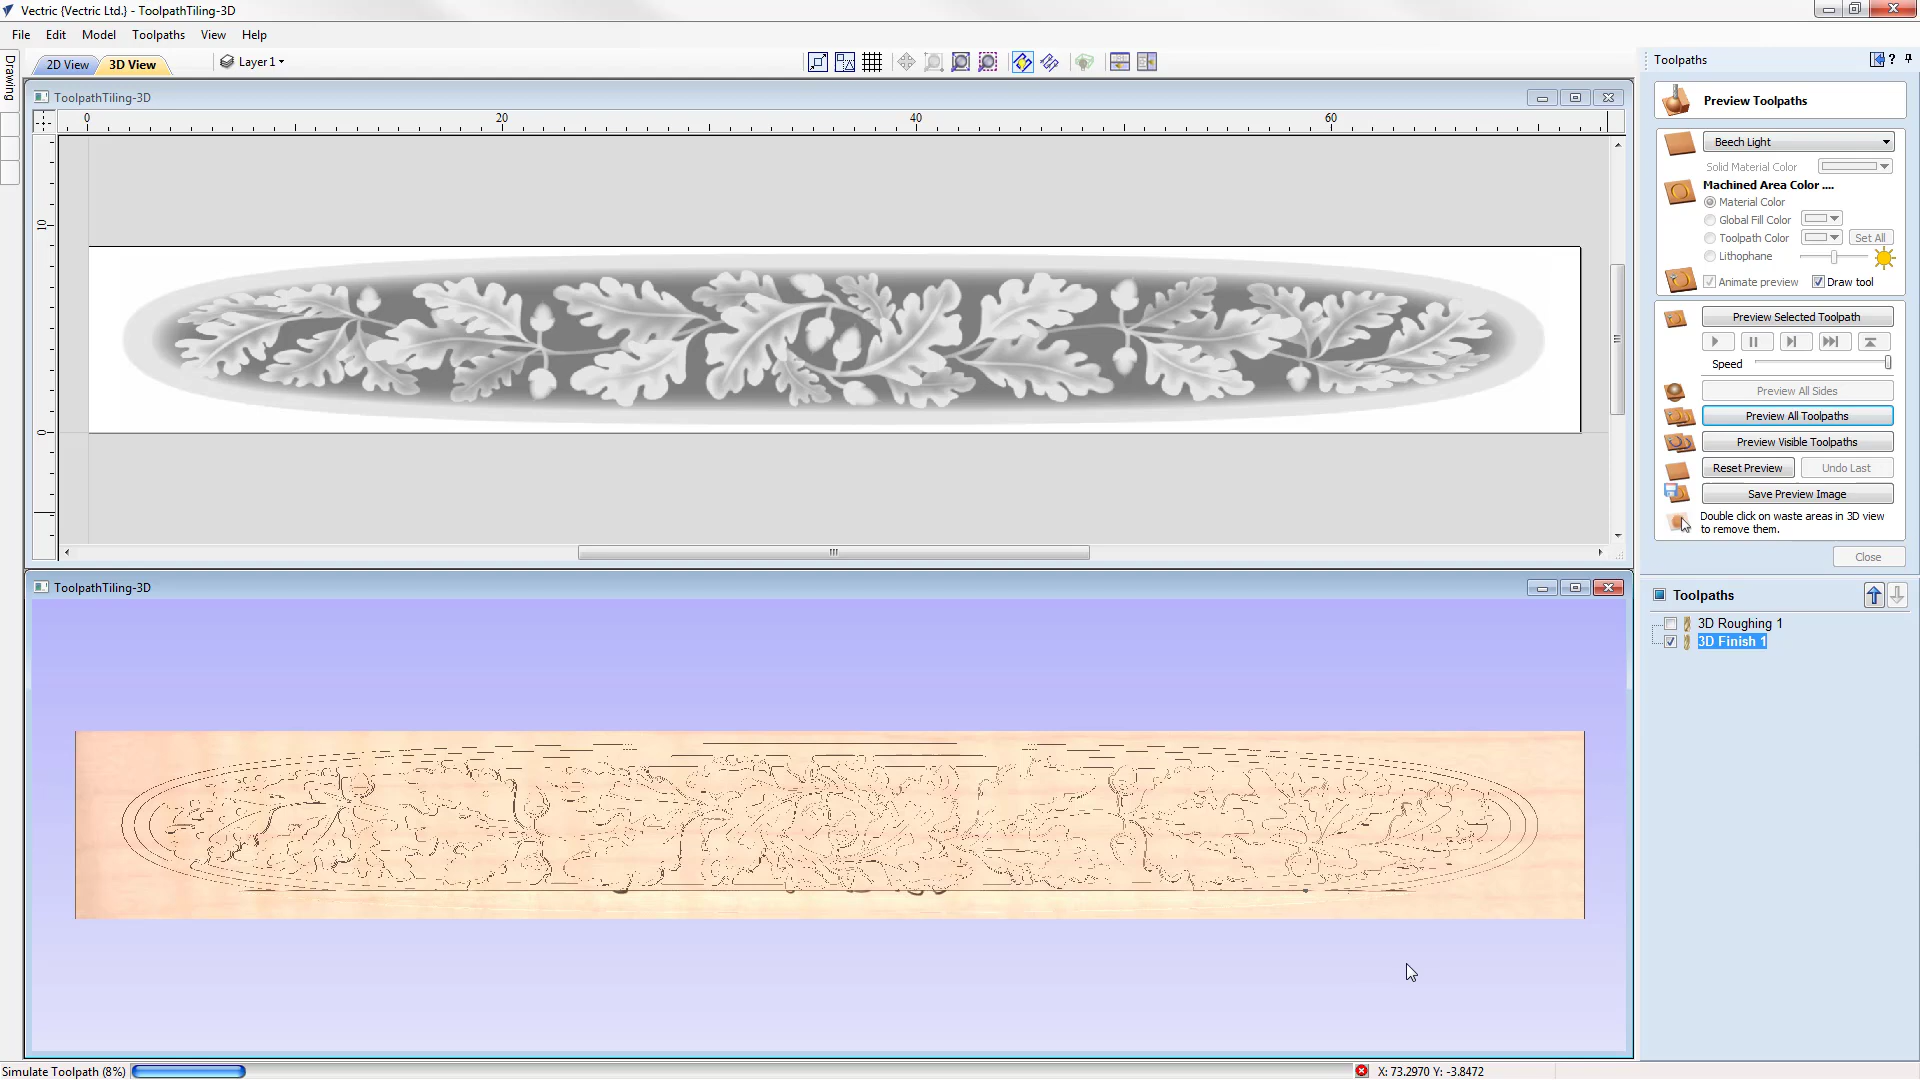 Vectric {Vectric Ltd.} - ToolpathTiling-3D
File Edit Model Toolpaths View Help
Drawing
2D View 3D View Layer 1
ToolpathTiling-3D
0 20 40 60
10
0
ToolpathTiling-3D
Toolpaths
Preview Toolpaths
Beech Light
Solid Material Color
Machined Area Color ....
Material Color
Global Fill Color
Toolpath Color Set All
Lithophane
Animate preview Draw tool
Preview Selected Toolpath
Speed
Preview All Sides
Preview All Toolpaths
Preview Visible Toolpaths
Reset Preview Undo Last
Save Preview Image
Double click on waste areas in 3D view
to remove them.
Close
Toolpaths
3D Roughing 1
3D Finish 1
Simulate Toolpath (8%) X: 73.2970 Y: -3.8472